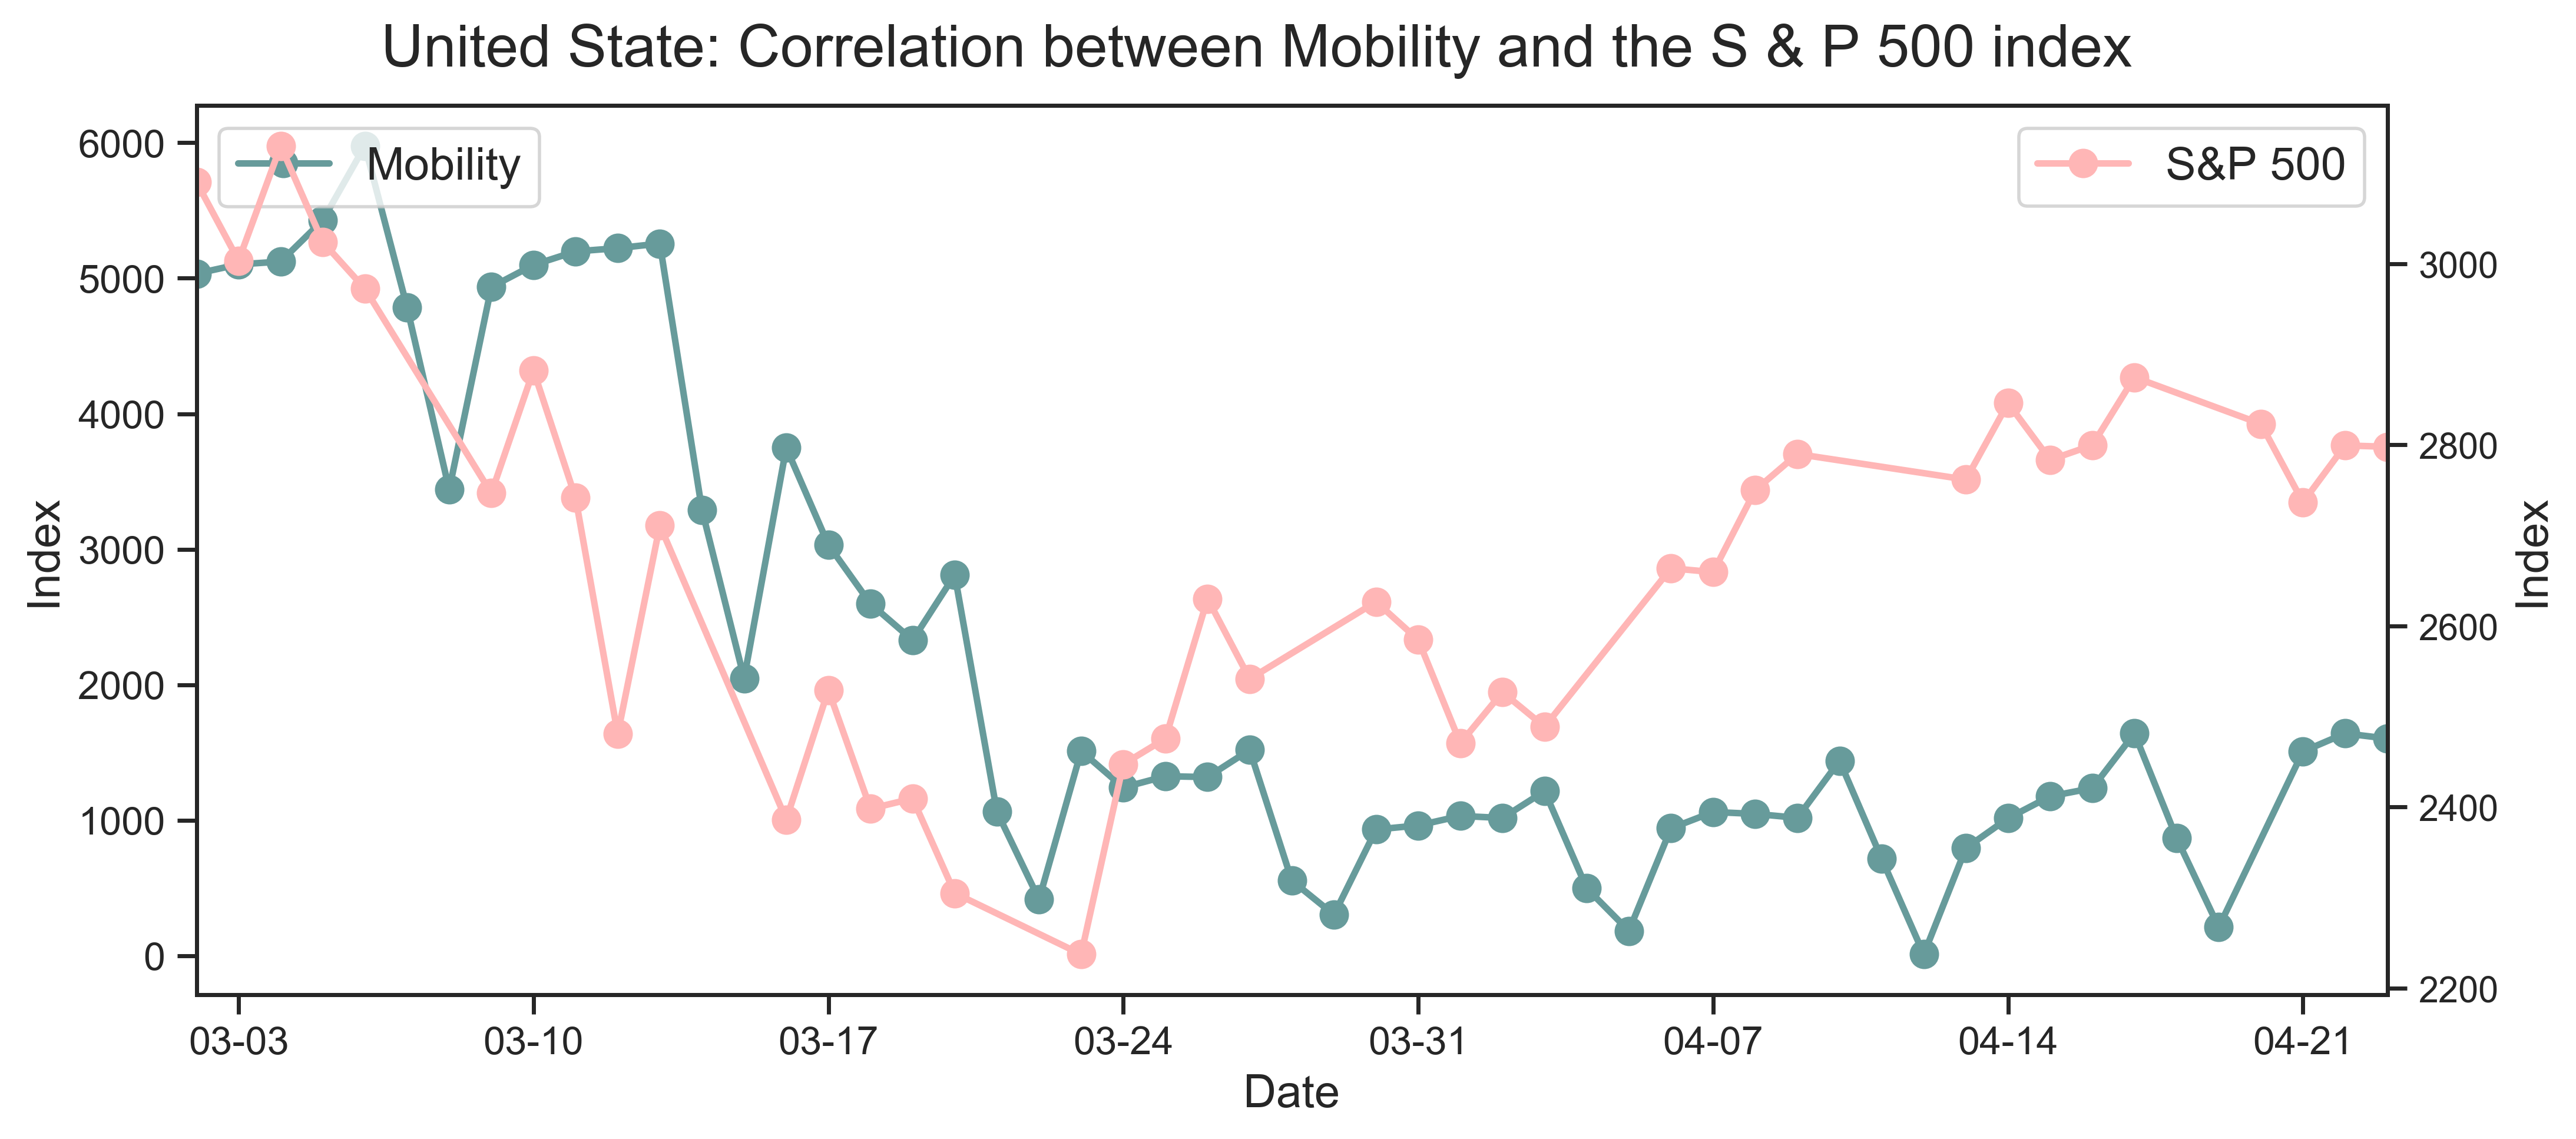 United State: Correlation between Mobility and the S & P 500 index
Mobility
S&P 500
6000
5000
4000
3000
2000
1000
0
Index
3000
2800
2600
2400
2200
Index
03-03 03-10 03-17 03-24 03-31 04-07 04-14 04-21
Date